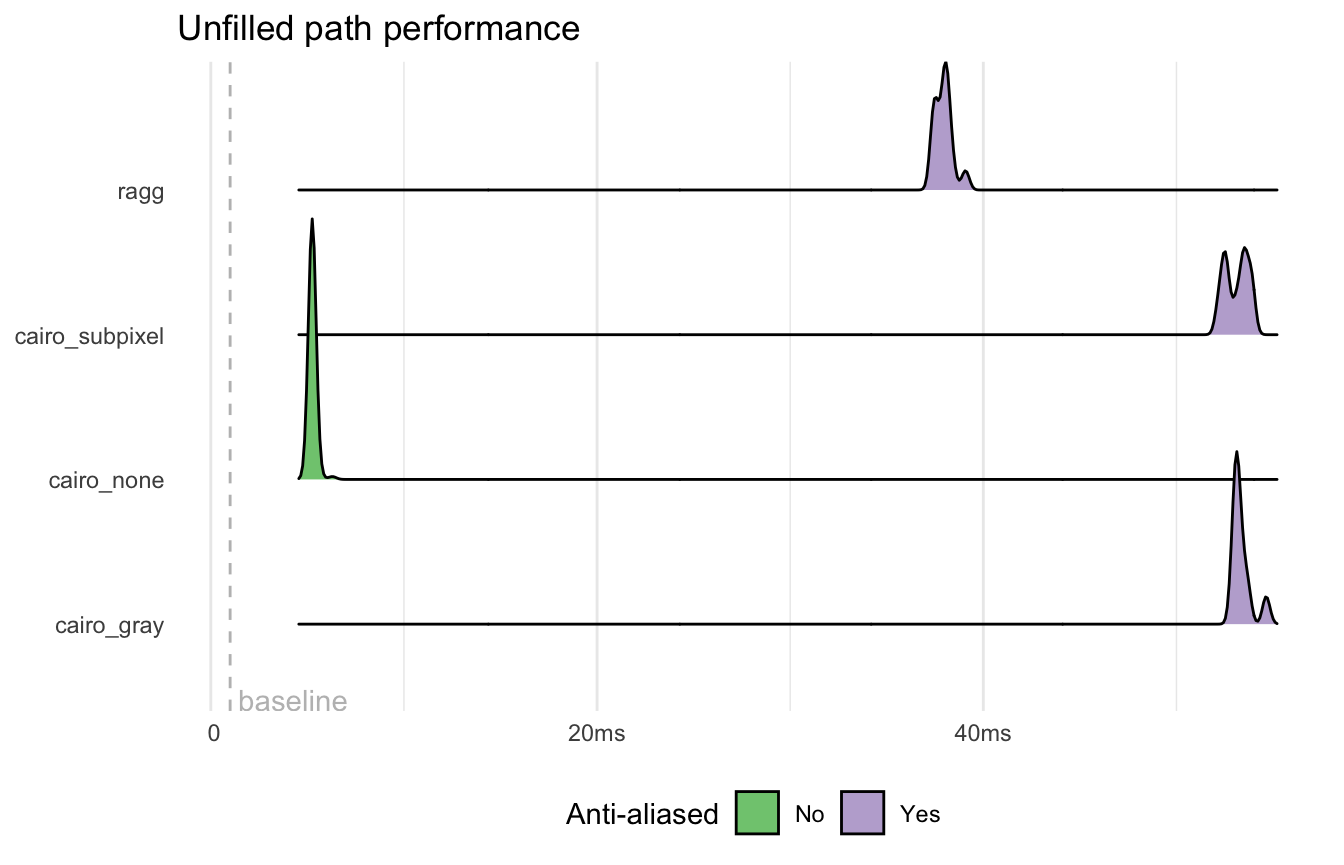 Unfilled path performance
ragg
cairo_subpixel
cairo_none
cairo_gray
baseline
0 20ms 40ms
Anti-aliased No Yes